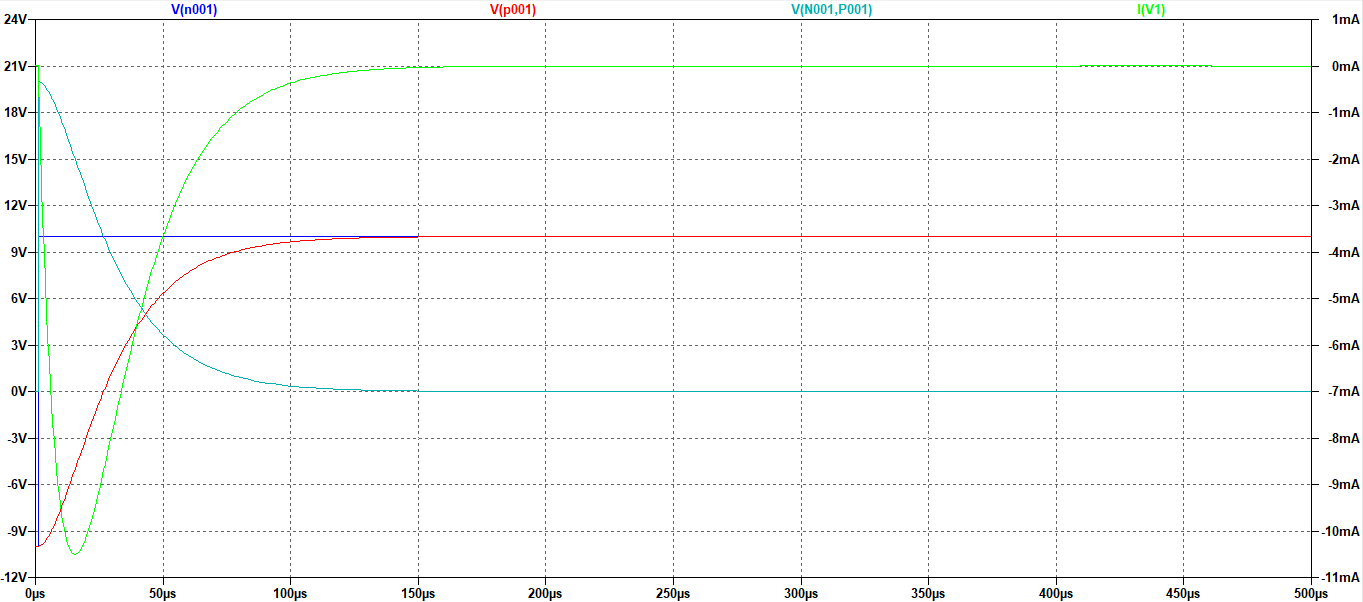 V(n001) V(p001) V(N001,P001) I(V1)
24V 1mA
21V 0mA
18V -1mA
15V -2mA
12V -3mA
9V -4mA
6V -5mA
3V -6mA
0V -7mA
-3V -8mA
-6V -9mA
-9V -10mA
-12V -11mA
0µs 50µs 100µs 150µs 200µs 250µs 300µs 350µs 400µs 450µs 500µs